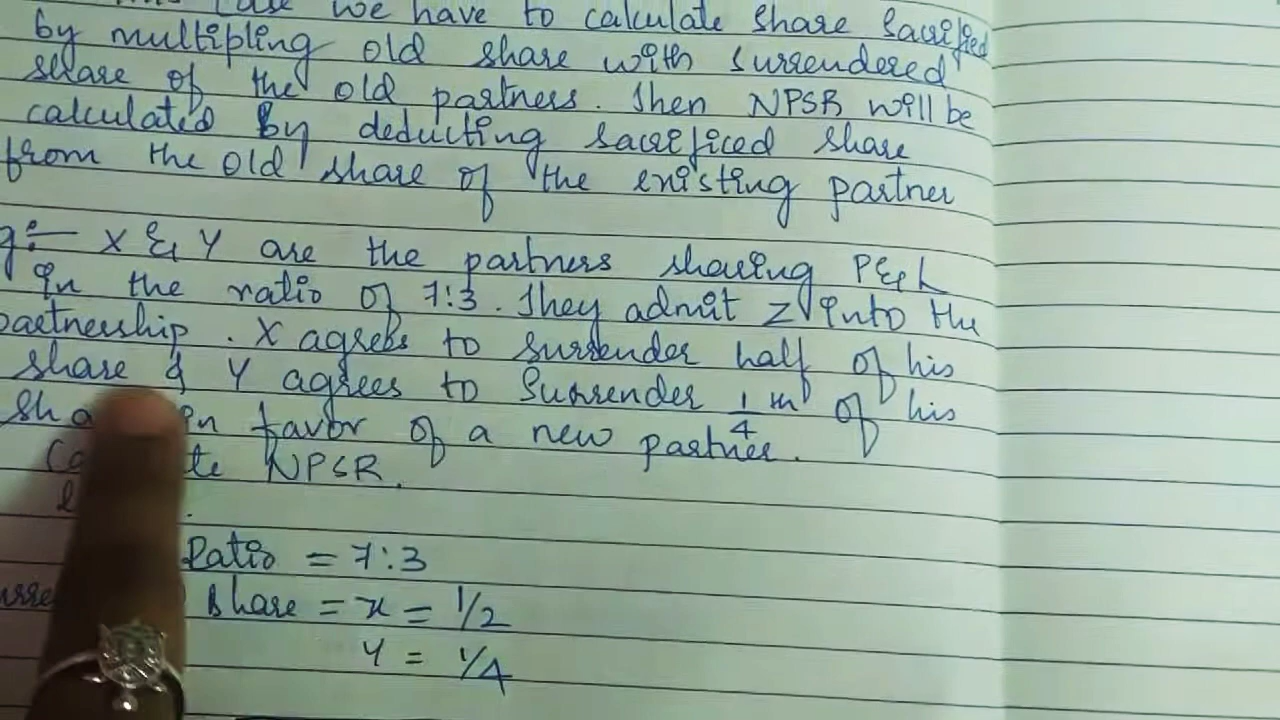 we have to calculate share Sacrificed
by multipling old share with surrendered
share of the old partners. Then NPSR will be
calculated By deducting sacrificed share
from the old share of the existing partner
g:- X & Y are the partners sharing P & L
in the ratio of 7:3. They admit Z into the
partnership. X agrees to surrender half of his
share & Y agrees to Surrender 1/4 th of his
in favor of a new partner.
NPSR.
Ratio = 7:3
share = x = 1/2
Y = 1/4